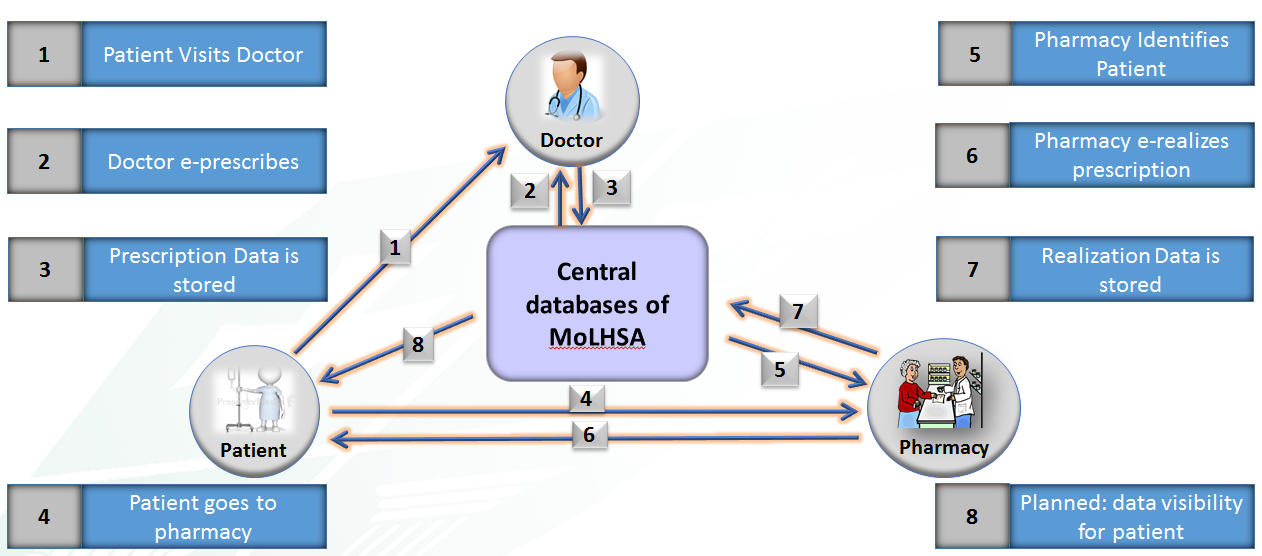 1
Patient Visits Doctor
2
Doctor e-prescribes
3
Prescription Data is
stored
4
Patient goes to
pharmacy
5
Pharmacy Identifies
Patient
6
Pharmacy e-realizes
prescription
7
Realization Data is
stored
8
Planned: data visibility
for patient
Doctor
2
3
1
Central
databases of
MoLHSA
7
8
5
4
6
Patient
Pharmacy